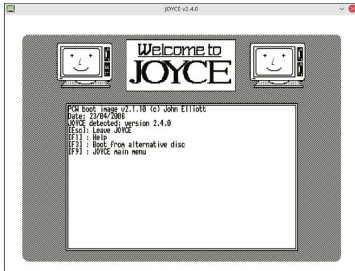 JOYCE v2.4.0
Welcome to
JOYCE
PCW boot image v2.1.10 (c) John Elliott
Date: 23/04/2006
JOYCE detected: version 2.4.0
[Esc]: Leave JOYCE
[F1] : Help
[F3] : Boot from alternative disc
[F9] : JOYCE main menu